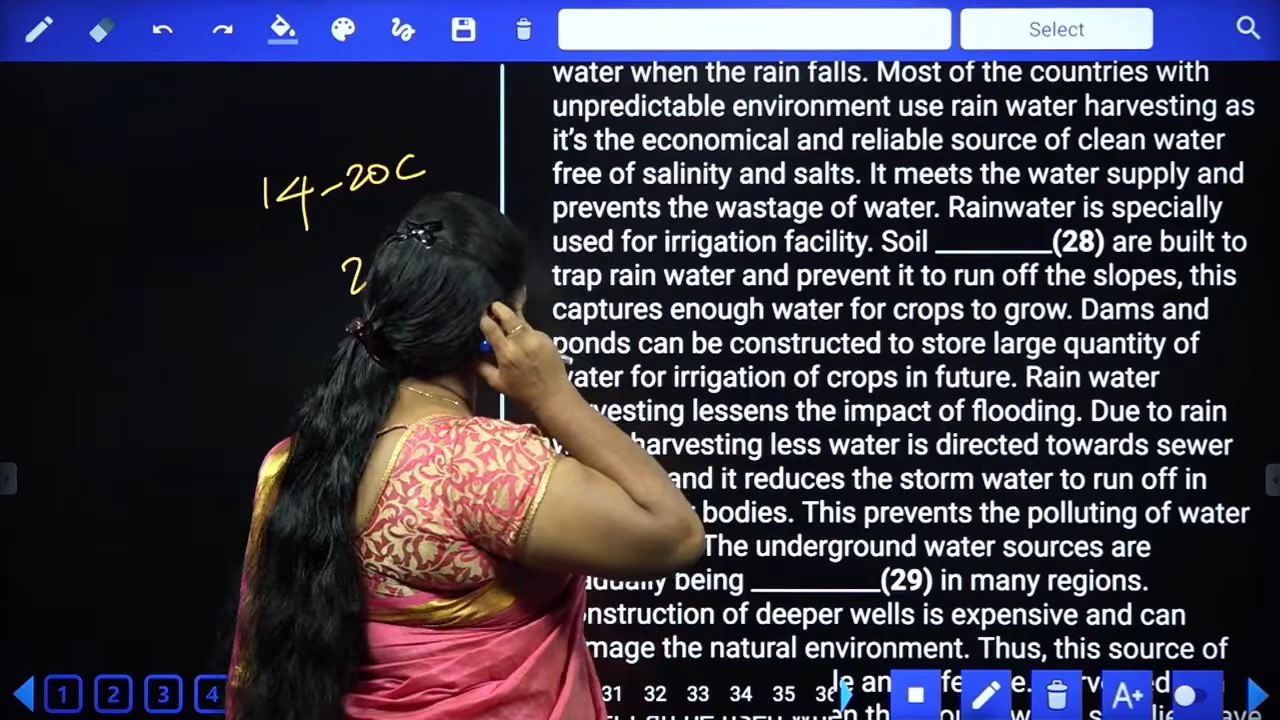 Select
14-20C
2
water when the rain falls. Most of the countries with
unpredictable environment use rain water harvesting as
it's the economical and reliable source of clean water
free of salinity and salts. It meets the water supply and
prevents the wastage of water. Rainwater is specially
used for irrigation facility. Soil ________(28) are built to
trap rain water and prevent it to run off the slopes, this
captures enough water for crops to grow. Dams and
ponds can be constructed to store large quantity of
water for irrigation of crops in future. Rain water
harvesting lessens the impact of flooding. Due to rain
harvesting less water is directed towards sewer
and it reduces the storm water to run off in
bodies. This prevents the polluting of water
The underground water sources are
gradually being _________(29) in many regions.
Construction of deeper wells is expensive and can
damage the natural environment. Thus, this source of
1 2 3 4 31 32 33 34 35 36 A+